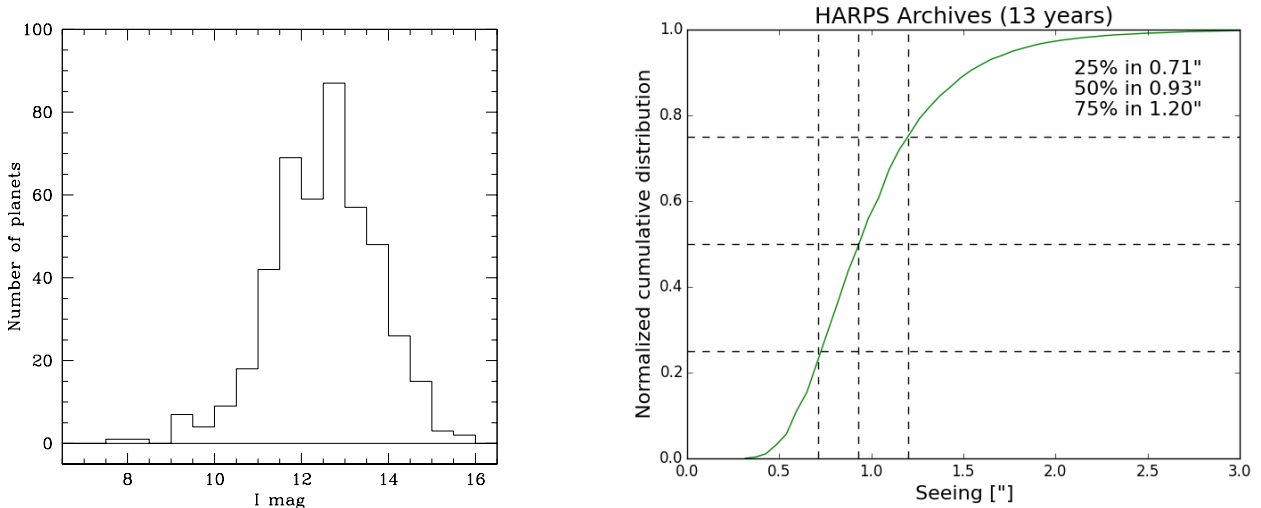 100
80
60
40
20
0
Number of planets
8 10 12 14 16
I mag
HARPS Archives (13 years)
1.0
0.8
0.6
0.4
0.2
0.0
Normalized cumulative distribution
25% in 0.71"
50% in 0.93"
75% in 1.20"
0.0 0.5 1.0 1.5 2.0 2.5 3.0
Seeing ["]